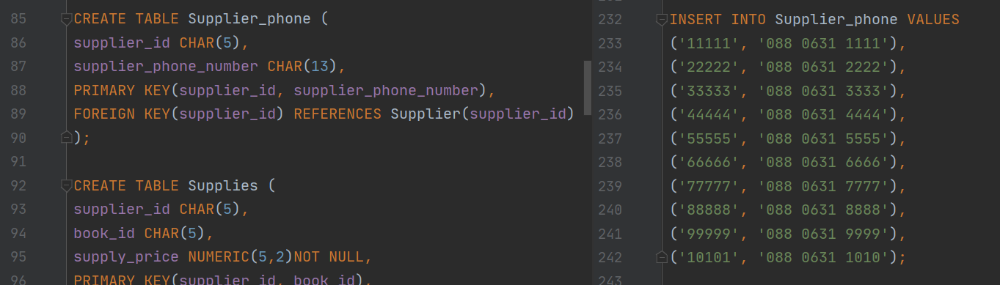 85 CREATE TABLE Supplier_phone (
86 supplier_id CHAR(5),
87 supplier_phone_number CHAR(13),
88 PRIMARY KEY(supplier_id, supplier_phone_number),
89 FOREIGN KEY(supplier_id) REFERENCES Supplier(supplier_id)
90 );
91
92 CREATE TABLE Supplies (
93 supplier_id CHAR(5),
94 book_id CHAR(5),
95 supply_price NUMERIC(5,2)NOT NULL,
96 PRIMARY KEY(supplier_id, book_id),
232 INSERT INTO Supplier_phone VALUES
233 ('11111', '088 0631 1111'),
234 ('22222', '088 0631 2222'),
235 ('33333', '088 0631 3333'),
236 ('44444', '088 0631 4444'),
237 ('55555', '088 0631 5555'),
238 ('66666', '088 0631 6666'),
239 ('77777', '088 0631 7777'),
240 ('88888', '088 0631 8888'),
241 ('99999', '088 0631 9999'),
242 ('10101', '088 0631 1010');
243